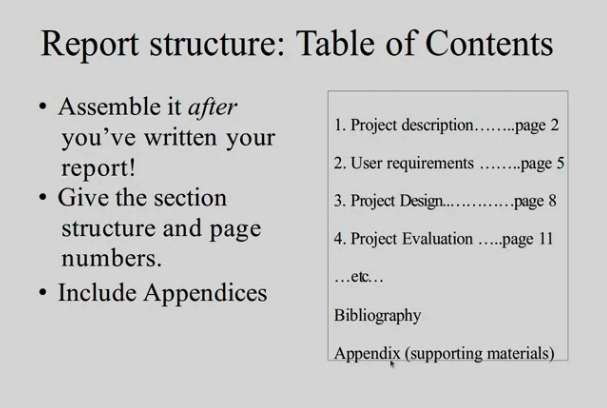 Report structure: Table of Contents
• Assemble it after
you've written your
report!
• Give the section
structure and page
numbers.
• Include Appendices
1. Project description……..page 2
2. User requirements ……..page 5
3. Project Design...…………page 8
4. Project Evaluation …..page 11
…etc…
Bibliography
Appendix (supporting materials)